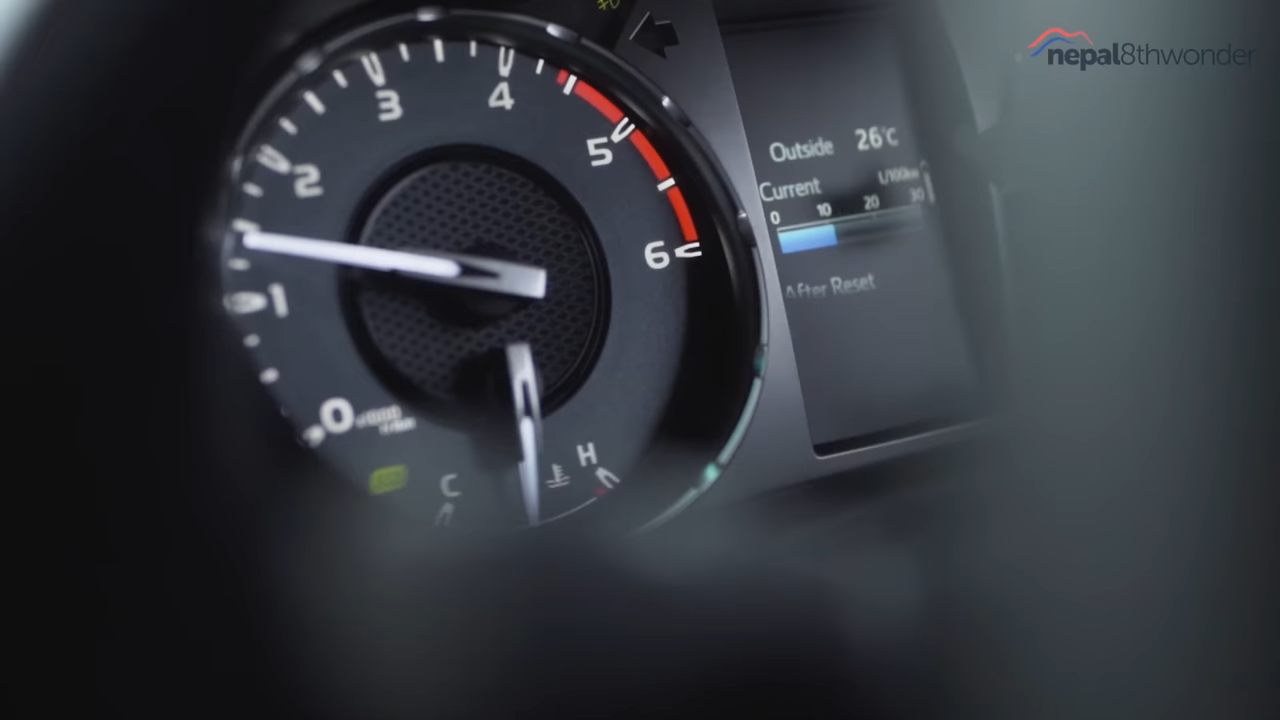 nepal8thwonder
3
4
2
5
6
1
0
C
H
Outside 26°C
Current
L/100km
0 10 20 30
After Reset